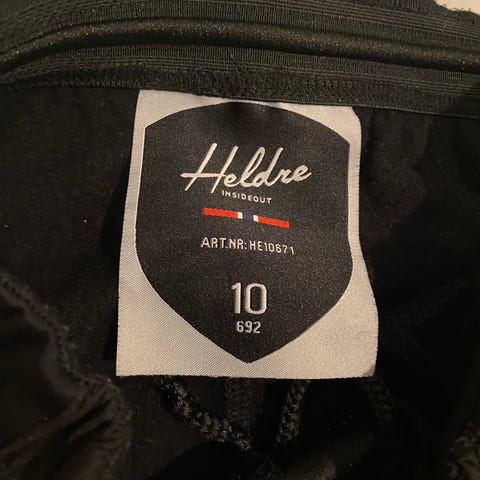 Heldre
INSIDEOUT
ART.NR: HE10671
10
692